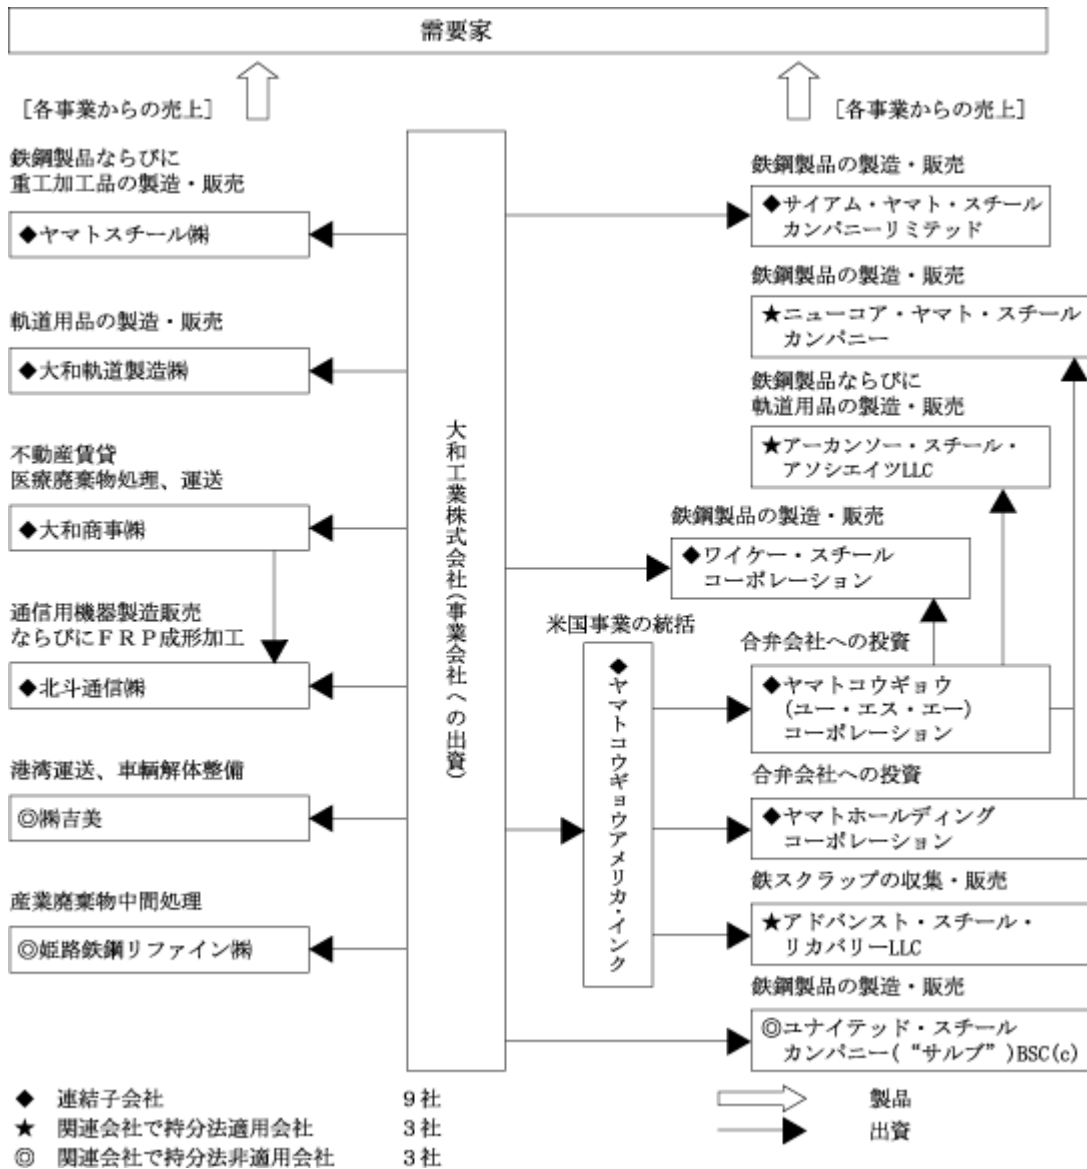 需要家
［各事業からの売上］
［各事業からの売上］
鉄鋼製品ならびに
重工加工品の製造・販売
◆ヤマトスチール㈱
軌道用品の製造・販売
◆大和軌道製造㈱
不動産賃貸
医療廃棄物処理、運送
◆大和商事㈱
通信用機器製造販売
ならびにＦＲＰ成形加工
◆北斗通信㈱
港湾運送、車輌解体整備
◎㈱吉美
産業廃棄物中間処理
◎姫路鉄鋼リファイン㈱
大和工業株式会社（事業会社への出資）
鉄鋼製品の製造・販売
◆サイアム・ヤマト・スチール
カンパニーリミテッド
鉄鋼製品の製造・販売
★ニューコア・ヤマト・スチール
カンパニー
鉄鋼製品ならびに
軌道用品の製造・販売
★アーカンソー・スチール・
アソシエイツLLC
鉄鋼製品の製造・販売
◆ワイケー・スチール
コーポレーション
米国事業の統括
◆ヤマトコウギョウアメリカ・インク
合弁会社への投資
◆ヤマトコウギョウ
(ユー・エス・エー)
コーポレーション
合弁会社への投資
◆ヤマトホールディング
コーポレーション
鉄スクラップの収集・販売
★アドバンスト・スチール・
リカバリーLLC
鉄鋼製品の製造・販売
◎ユナイテッド・スチール
カンパニー(“サルブ”)BSC(c)
◆ 連結子会社 9社
★ 関連会社で持分法適用会社 3社
◎ 関連会社で持分法非適用会社 3社
製品
出資